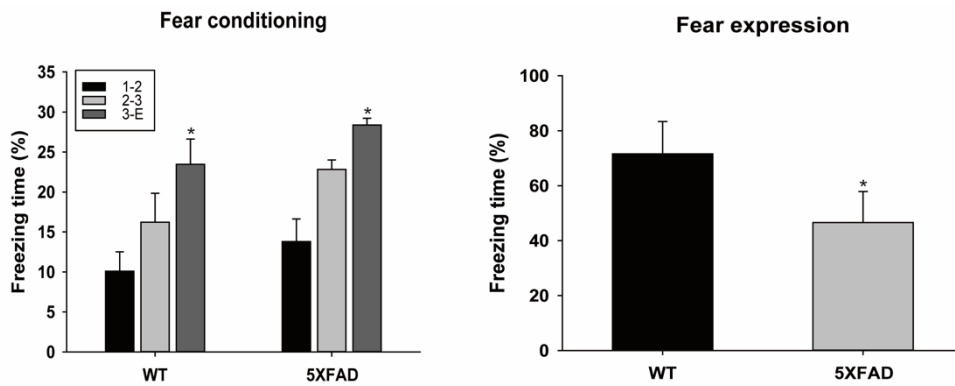 Fear conditioning
Freezing time (%)
35
30
25
20
15
10
5
0
1-2
2-3
3-E
*
*
WT
5XFAD
Fear expression
Freezing time (%)
100
80
60
40
20
0
*
WT
5XFAD